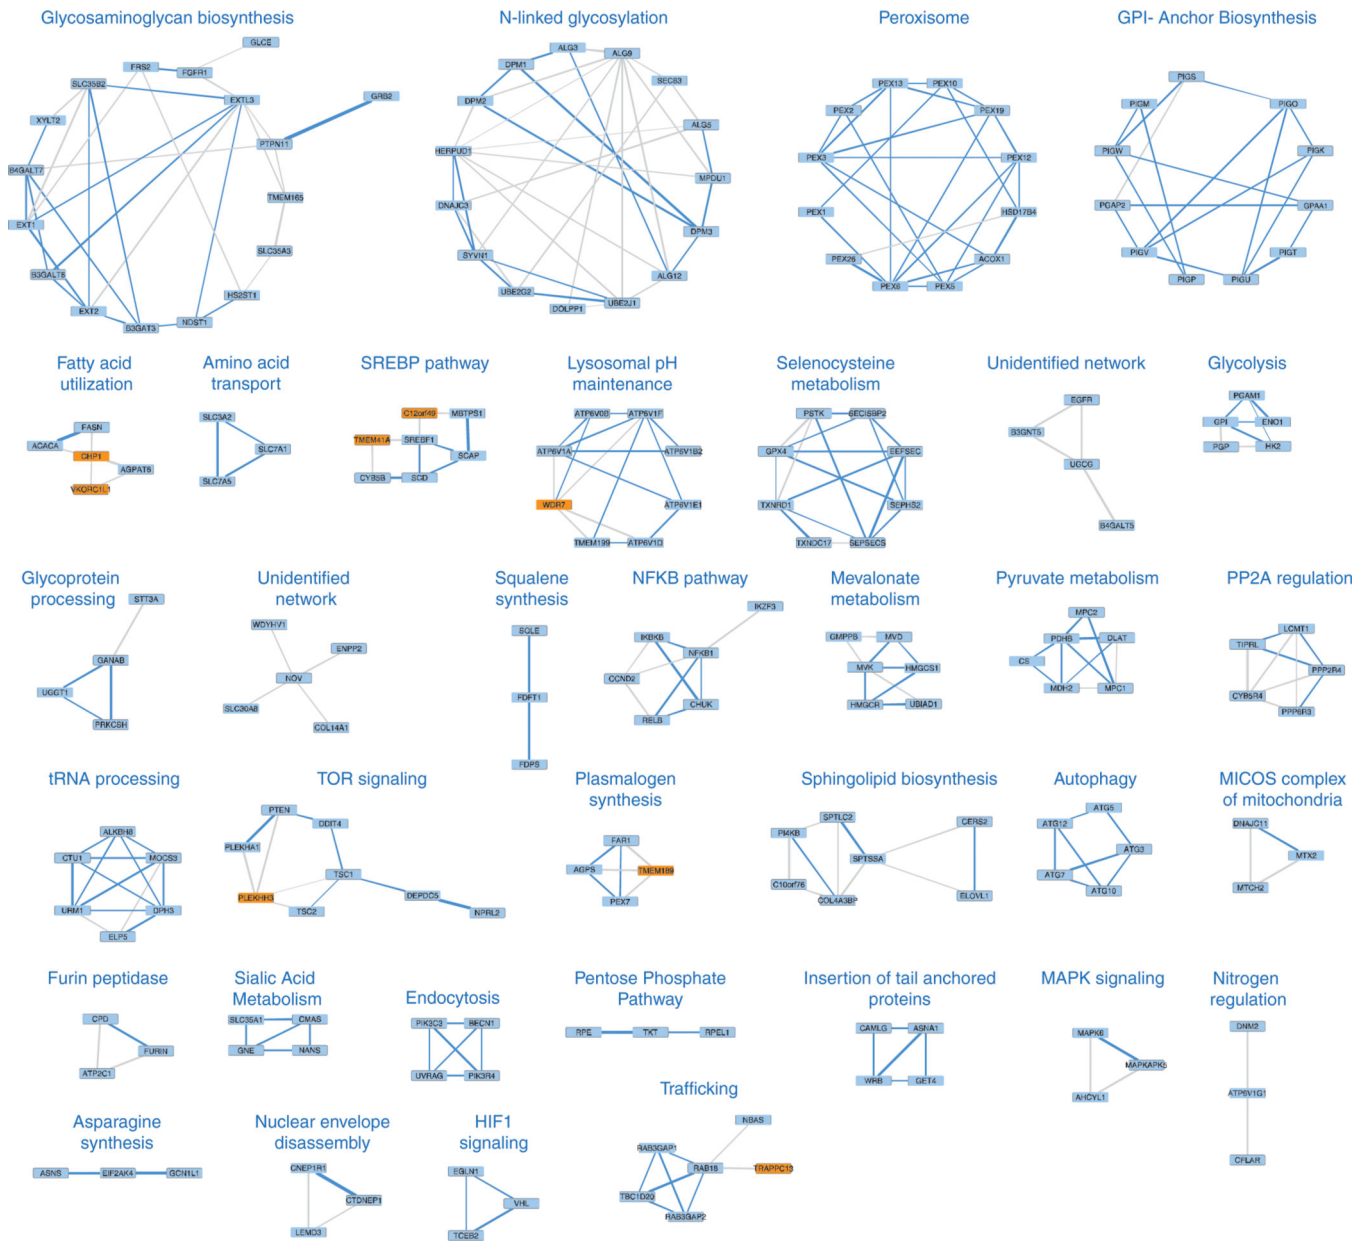 Glycosaminoglycan biosynthesis
GLCE
FRS2
FGFR1
SLC35B2
EXTL3
GRB2
XYLT2
PTPN11
B4GALT7
TMEM165
EXT1
SLC35A3
B3GALT6
HS2ST1
EXT2
B3GAT3
NDST1
N-linked glycosylation
ALG3
ALG9
DPM1
SEC63
DPM2
ALG5
HERPUD1
MPDU1
DNAJC3
DPM3
SYVN1
ALG12
UBE2G2
UBE2J1
DOLPP1
Peroxisome
PEX13
PEX10
PEX2
PEX19
PEX3
PEX12
PEX1
HSD17B4
PEX26
ACOX1
PEX6
PEX5
GPI- Anchor Biosynthesis
PIGS
PIGM
PIGO
PIGW
PIGK
PGAP2
GPAA1
PIGV
PIGT
PIGP
PIGU
Fatty acid
utilization
FASN
ACACA
CHP1
AGPAT6
VKORC1L1
Amino acid
transport
SLC3A2
SLC7A1
SLC7A5
SREBP pathway
C12orf49
MBTPS1
TMEM41A
SREBF1
SCAP
CYB5B
SCD
Lysosomal pH
maintenance
ATP6V0B
ATP6V1F
ATP6V1A
ATP6V1B2
WDR7
ATP6V1E1
TMEM199
ATP6V1D
Selenocysteine
metabolism
PSTK
SECISBP2
GPX4
EEFSEC
TXNRD1
SEPHS2
TXNDC17
SEPSECS
Unidentified network
EGFR
B3GNT5
UGCG
B4GALT5
Glycolysis
PGAM1
GPI
ENO1
PGP
HK2
Glycoprotein
processing
STT3A
GANAB
UGGT1
PRKCSH
Unidentified
network
WDYHV1
ENPP2
NOV
SLC30A8
COL14A1
Squalene
synthesis
SQLE
FDFT1
FDPS
NFKB pathway
IKZF3
IKBKB
NFKB1
CCND2
CHUK
RELB
Mevalonate
metabolism
GMPPB
MVD
MVK
HMGCS1
HMGCR
UBIAD1
Pyruvate metabolism
MPC2
PDHB
DLAT
CS
MDH2
MPC1
PP2A regulation
LCMT1
TIPRL
PPP2R4
CYB5R4
PPP6R3
tRNA processing
ALKBH8
CTU1
MOCS3
URM1
DPH3
ELP5
TOR signaling
PTEN
DDIT4
PLEKHA1
TSC1
PLEKHH3
DEPDC5
TSC2
NPRL2
Plasmalogen
synthesis
FAR1
AGPS
TMEM189
PEX7
Sphingolipid biosynthesis
SPTLC2
CERS2
PI4KB
SPTSSA
C10orf76
COL4A3BP
ELOVL1
Autophagy
ATG5
ATG12
ATG3
ATG7
ATG10
MICOS complex
of mitochondria
DNAJC11
MTX2
MTCH2
Furin peptidase
CPD
FURIN
ATP2C1
Sialic Acid
Metabolism
SLC35A1
CMAS
GNE
NANS
Endocytosis
PIK3C3
BECN1
UVRAG
PIK3R4
Pentose Phosphate
Pathway
RPE
TKT
RPEL1
Insertion of tail anchored
proteins
CAMLG
ASNA1
WRB
GET4
MAPK signaling
MAPK6
MAPKAPK5
AHCYL1
Nitrogen
regulation
DNM2
ATP6V1G1
CFLAR
Asparagine
synthesis
ASNS
EIF2AK4
GCN1L1
Nuclear envelope
disassembly
CNEP1R1
CTDNEP1
LEMD3
HIF1
signaling
EGLN1
VHL
TCEB2
Trafficking
NBAS
RAB3GAP1
RAB18
TRAPPC13
TBC1D20
RAB3GAP2